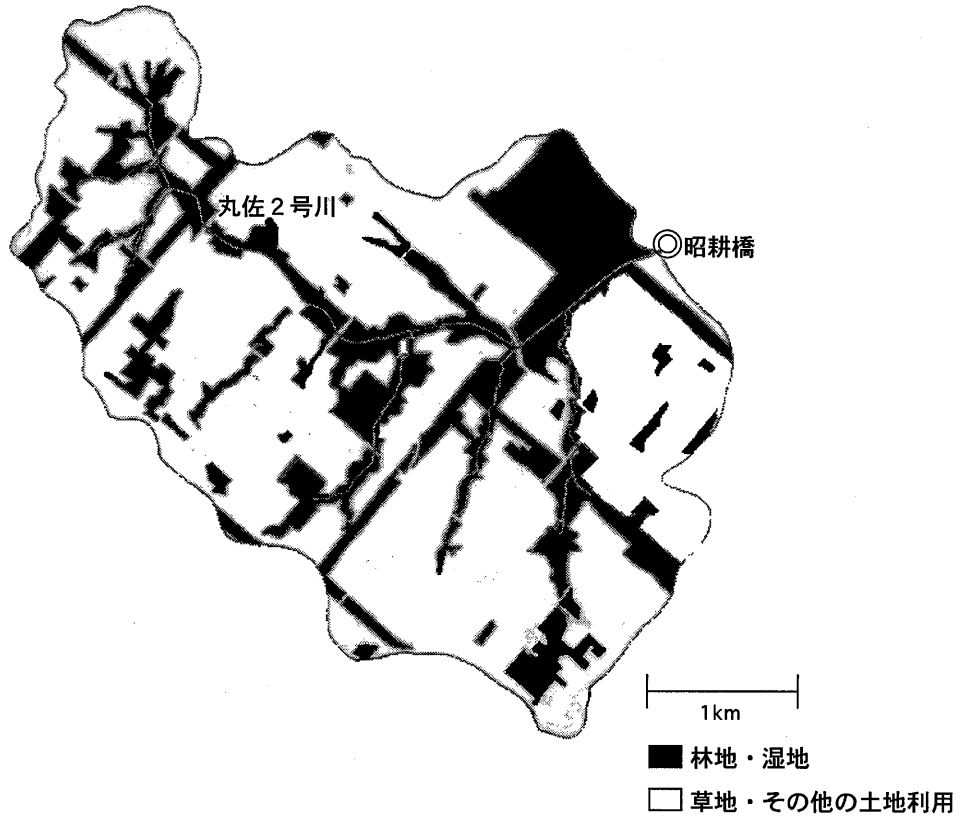 丸佐2号川
昭耕橋
1km
林地・湿地
草地・その他の土地利用